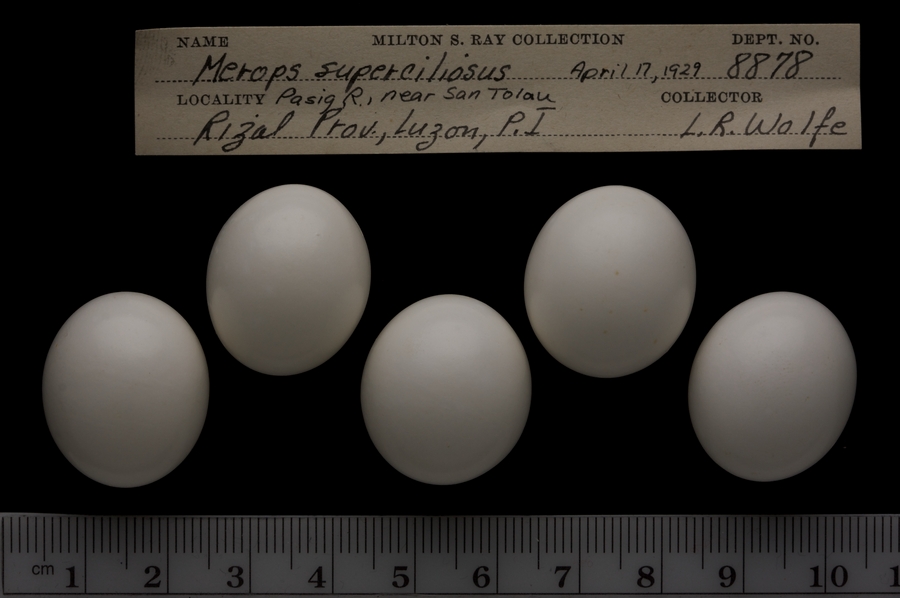 NAME MILTON S. RAY COLLECTION DEPT. NO.
Merops superciliosus April 17, 1929 8878
LOCALITY Pasig R., near San Tolau COLLECTOR
Rizal Prov., Luzon, P.I L.R. Wolfe
cm 1 2 3 4 5 6 7 8 9 10 1